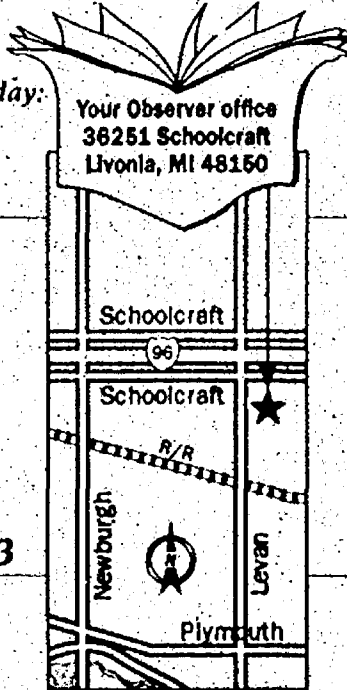 day:
Your Observer office
36251 Schoolcraft
Livonia, MI 48150
Schoolcraft
96
Schoolcraft
R/R
Newburgh
Levan
3
Plymouth